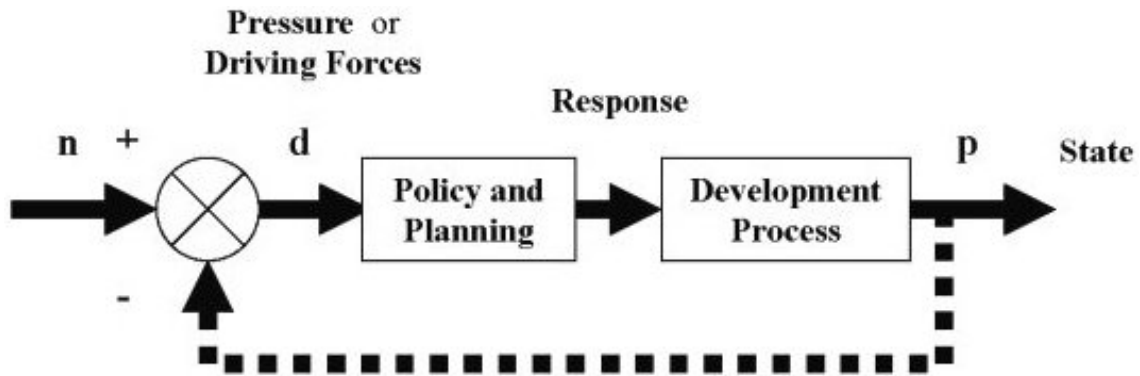 Pressure or
Driving Forces
Response
n +
d
p
State
Policy and
Planning
Development
Process
-